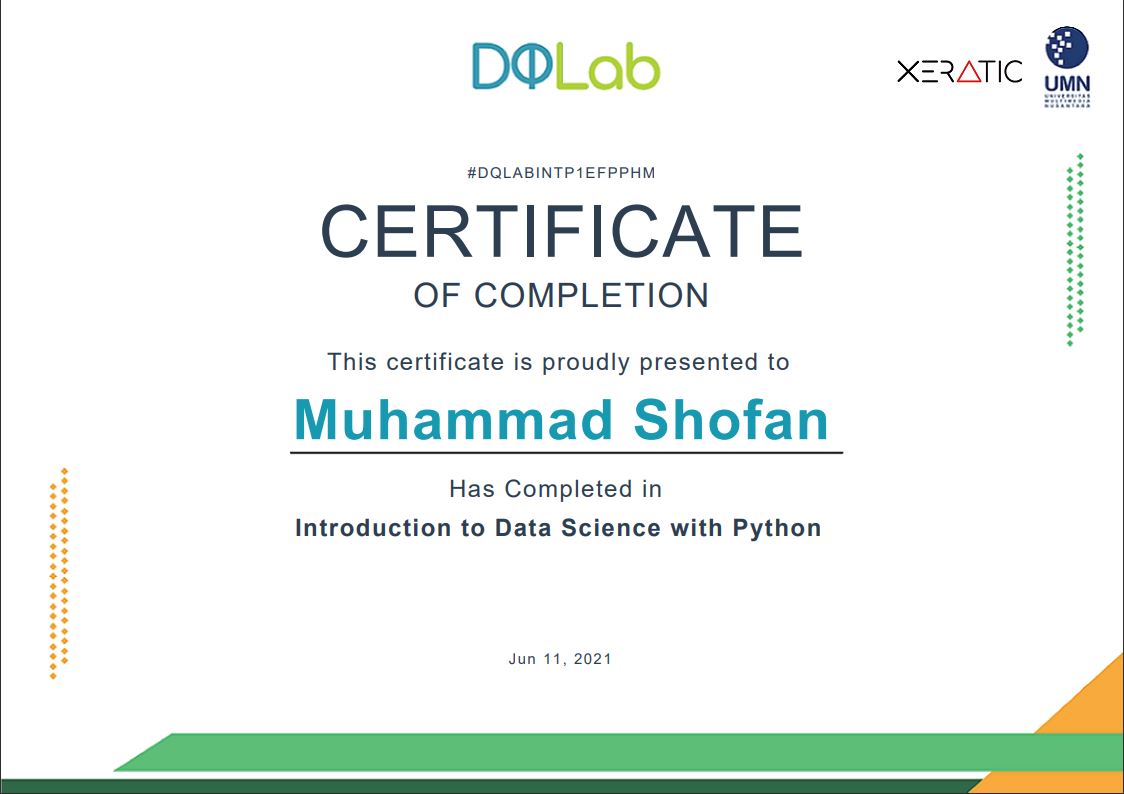 DQLab
XERATIC
UMN
UNIVERSITAS
MULTIMEDIA
NUSANTARA
#DQLABINTP1EFPPHM
CERTIFICATE
OF COMPLETION
This certificate is proudly presented to
Muhammad Shofan
Has Completed in
Introduction to Data Science with Python
Jun 11, 2021